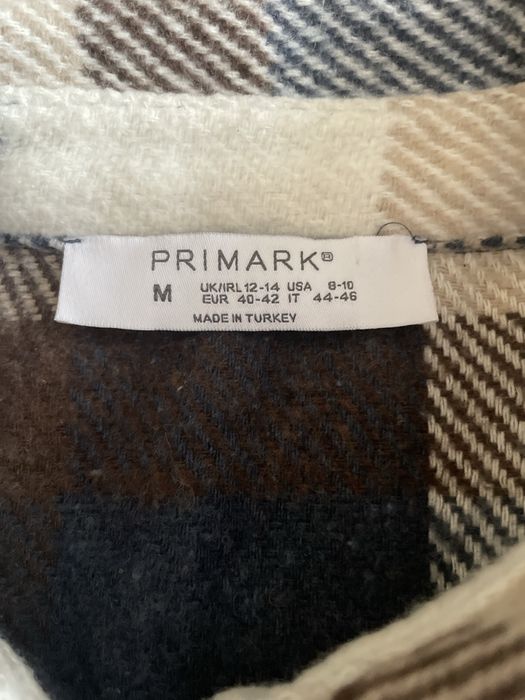 PRIMARK®
M UK/IRL 12-14 USA 8-10
EUR 40-42 IT 44-46
MADE IN TURKEY